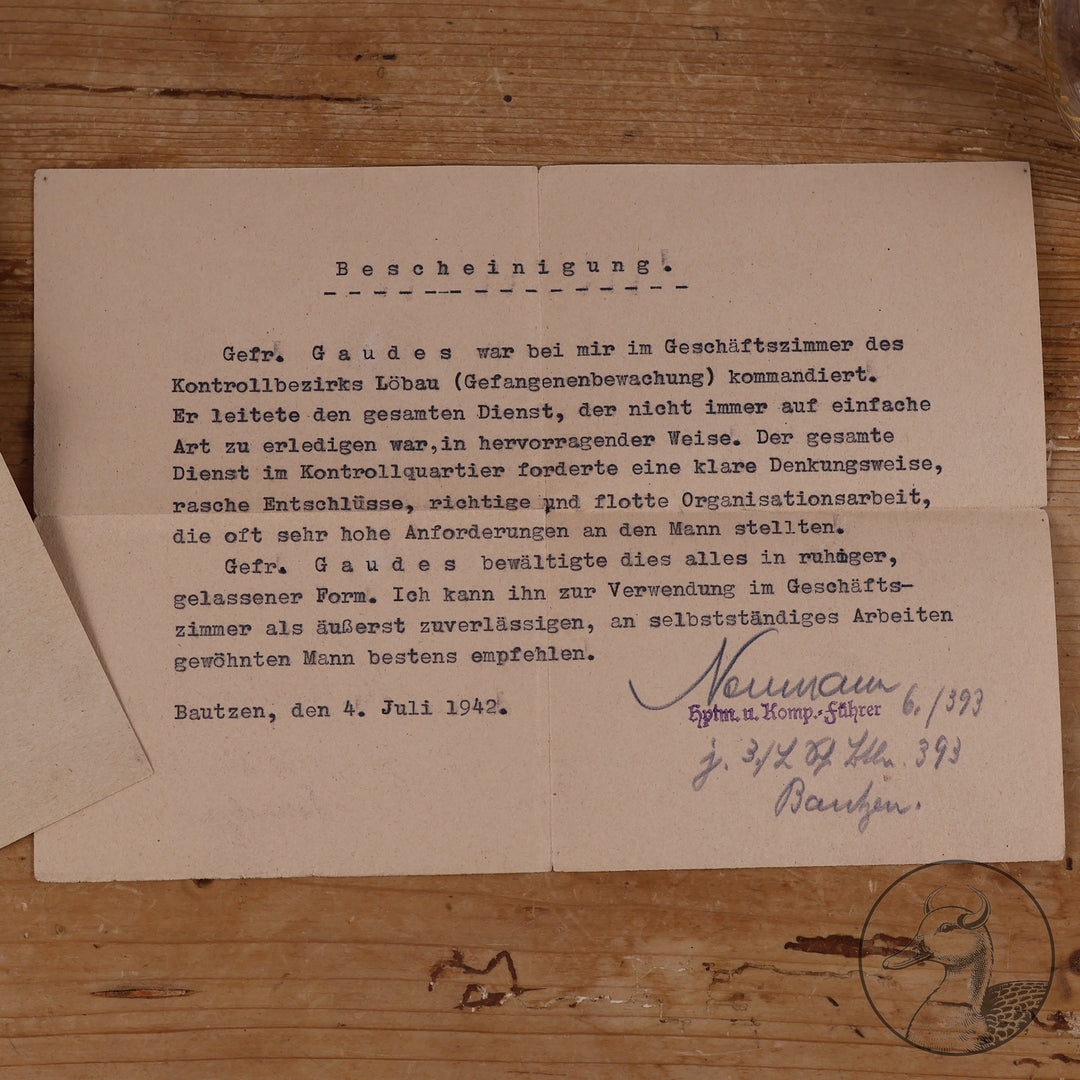 B e s c h e i n i g u n g .
Gefr. G a u d e s war bei mir im Geschäftszimmer des
Kontrollbezirks Löbau (Gefangenenbewachung) kommandiert.
Er leitete den gesamten Dienst, der nicht immer auf einfache
Art zu erledigen war,in hervorragender Weise. Der gesamte
Dienst im Kontrollquartier forderte eine klare Denkungsweise,
rasche Entschlüsse, richtige und flotte Organisationsarbeit,
die oft sehr hohe Anforderungen an den Mann stellten.
Gefr. G a u d e s bewältigte dies alles in ruhiger,
gelassener Form. Ich kann ihn zur Verwendung im Geschäfts-
zimmer als äußerst zuverlässigen, an selbstständiges Arbeiten
gewöhnten Mann bestens empfehlen.
Bautzen, den 4. Juli 1942.
Neumann
Hptm. u. Komp.-Führer 6./393
393
Bautzen.